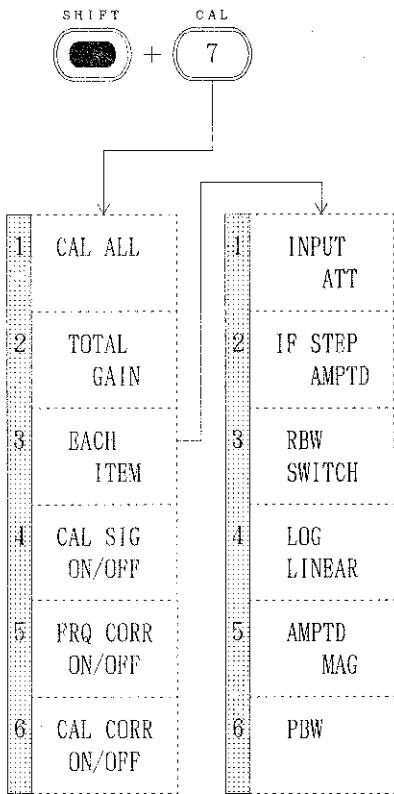 SHIFT CAL
+ 7
1 CAL ALL
2 TOTAL
GAIN
3 EACH
ITEM
4 CAL SIG
ON/OFF
5 FRQ CORR
ON/OFF
6 CAL CORR
ON/OFF
1 INPUT
ATT
2 IF STEP
AMPTD
3 RBW
SWITCH
4 LOG
LINEAR
5 AMPTD
MAG
6 PBW